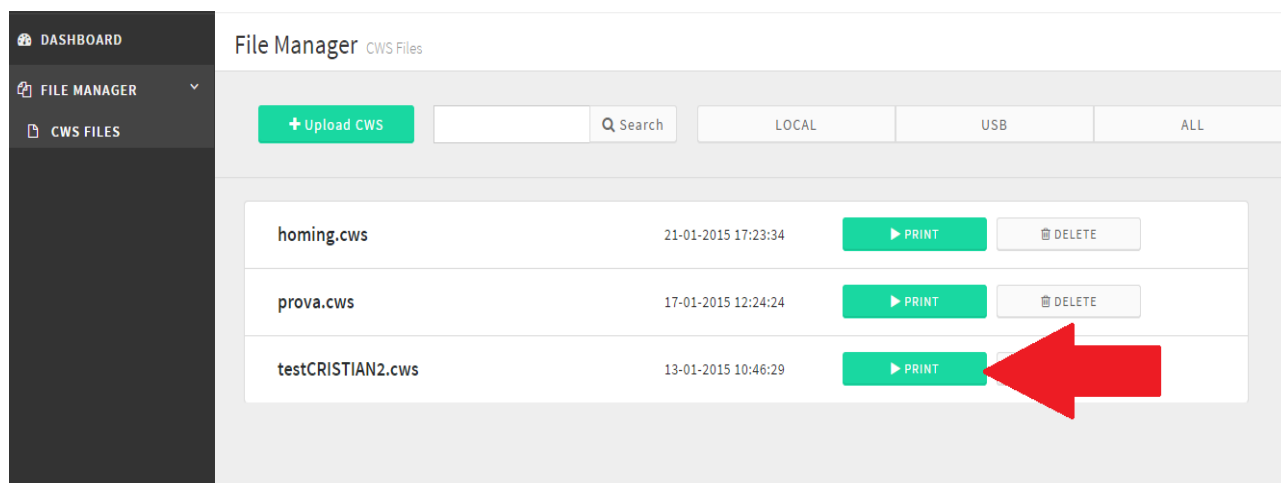 DASHBOARD
File Manager CWS Files
FILE MANAGER
CWS FILES
+ Upload CWS
Search
LOCAL
USB
ALL
homing.cws 21-01-2015 17:23:34 PRINT DELETE
prova.cws 17-01-2015 12:24:24 PRINT DELETE
testCRISTIAN2.cws 13-01-2015 10:46:29 PRINT